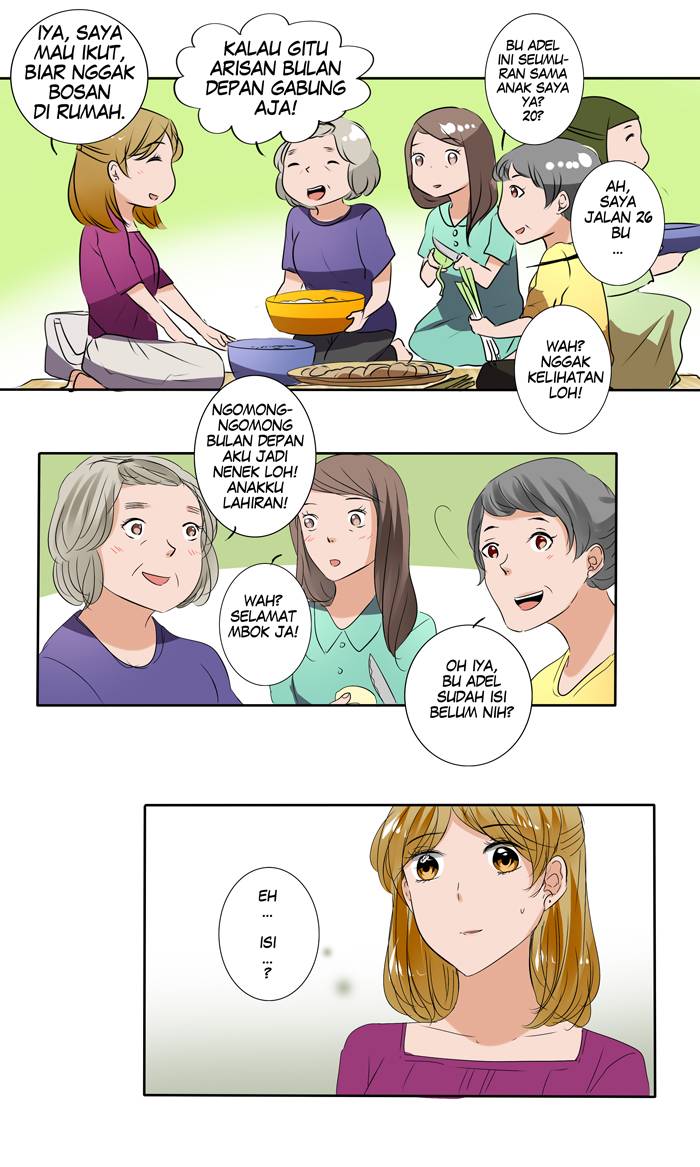 IYA, SAYA
MAU IKUT,
BIAR NGGAK
BOSAN
DI RUMAH.
KALAU GITU
ARISAN BULAN
DEPAN GABUNG
AJA!
BU ADEL
INI SEUMU-
RAN SAMA
ANAK SAYA
YA?
20?
AH,
SAYA
JALAN 26
BU
...
WAH?
NGGAK
KELIHATAN
LOH!
NGOMONG-
NGOMONG
BULAN DEPAN
AKU JADI
NENEK LOH!
ANAKKU
LAHIRAN!
WAH?
SELAMAT
MBOK JA!
OH IYA,
BU ADEL
SUDAH ISI
BELUM NIH?
EH
...
ISI
...
?